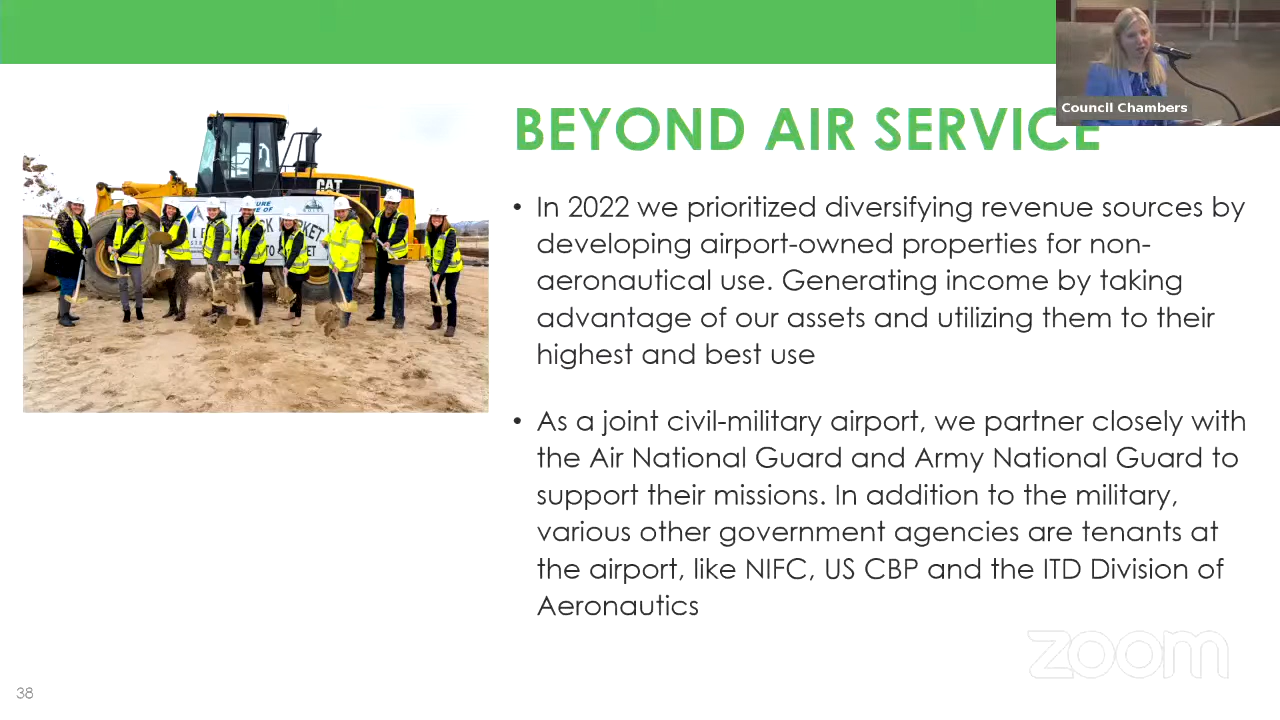 Council Chambers
BEYOND AIR SERVICE
• In 2022 we prioritized diversifying revenue sources by
developing airport-owned properties for non-
aeronautical use. Generating income by taking
advantage of our assets and utilizing them to their
highest and best use
• As a joint civil-military airport, we partner closely with
the Air National Guard and Army National Guard to
support their missions. In addition to the military,
various other government agencies are tenants at
the airport, like NIFC, US CBP and the ITD Division of
Aeronautics
CAT
zoom
38